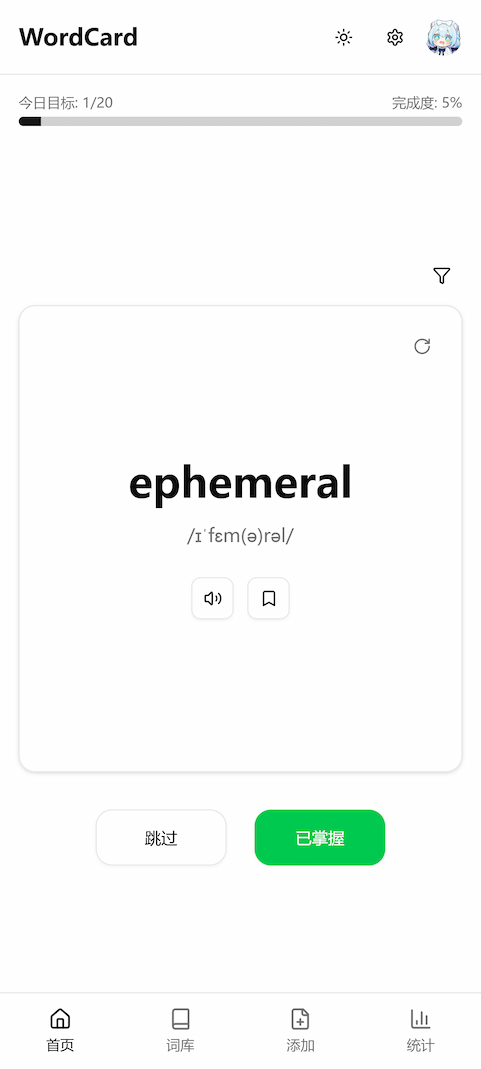 WordCard
今日目标: 1/20
完成度: 5%
ephemeral
/ɪˈfɛm(ə)rəl/
跳过
已掌握
首页
词库
添加
统计